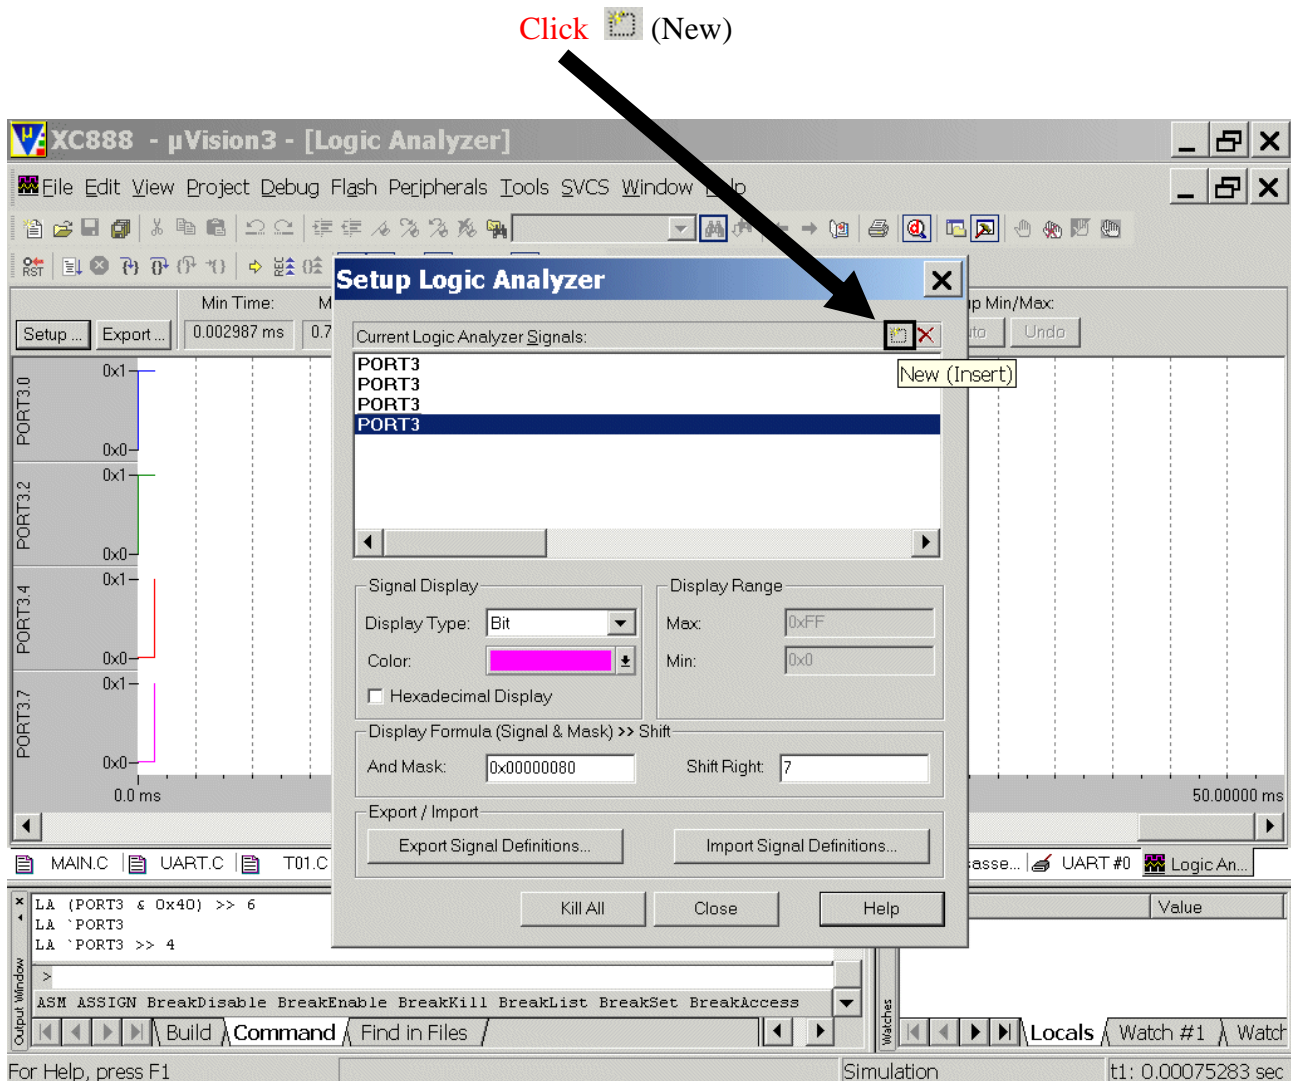 Click (New)
XC888 - µVision3 - [Logic Analyzer]
File Edit View Project Debug Flash Peripherals Tools SVCS Window
RST
Setup Logic Analyzer
Min Time:
Setup ... Export ... 0.002987 ms 0.7
Min/Max:
Undo
Current Logic Analyzer Signals:
New (Insert)
PORT3
PORT3
PORT3
PORT3
PORT3.0
0x1
0x0
PORT3.2
0x1
0x0
PORT3.4
0x1
0x0
PORT3.7
0x1
0x0
0.0 ms
50.00000 ms
Signal Display
Display Type: Bit
Color:
Hexadecimal Display
Display Range
Max: 0xFF
Min: 0x0
Display Formula (Signal & Mask) >> Shift
And Mask: 0x00000080 Shift Right: 7
Export / Import
Export Signal Definitions... Import Signal Definitions...
Kill All Close Help
MAIN.C UART.C T01.C asse... UART #0 Logic An...
LA (PORT3 & 0x40) >> 6
LA `PORT3
LA `PORT3 >> 4
>
ASM ASSIGN BreakDisable BreakEnable BreakKill BreakList BreakSet BreakAccess
Output Window
Build Command Find in Files
Value
Watches
Locals Watch #1 Watch
For Help, press F1
Simulation
t1: 0.00075283 sec